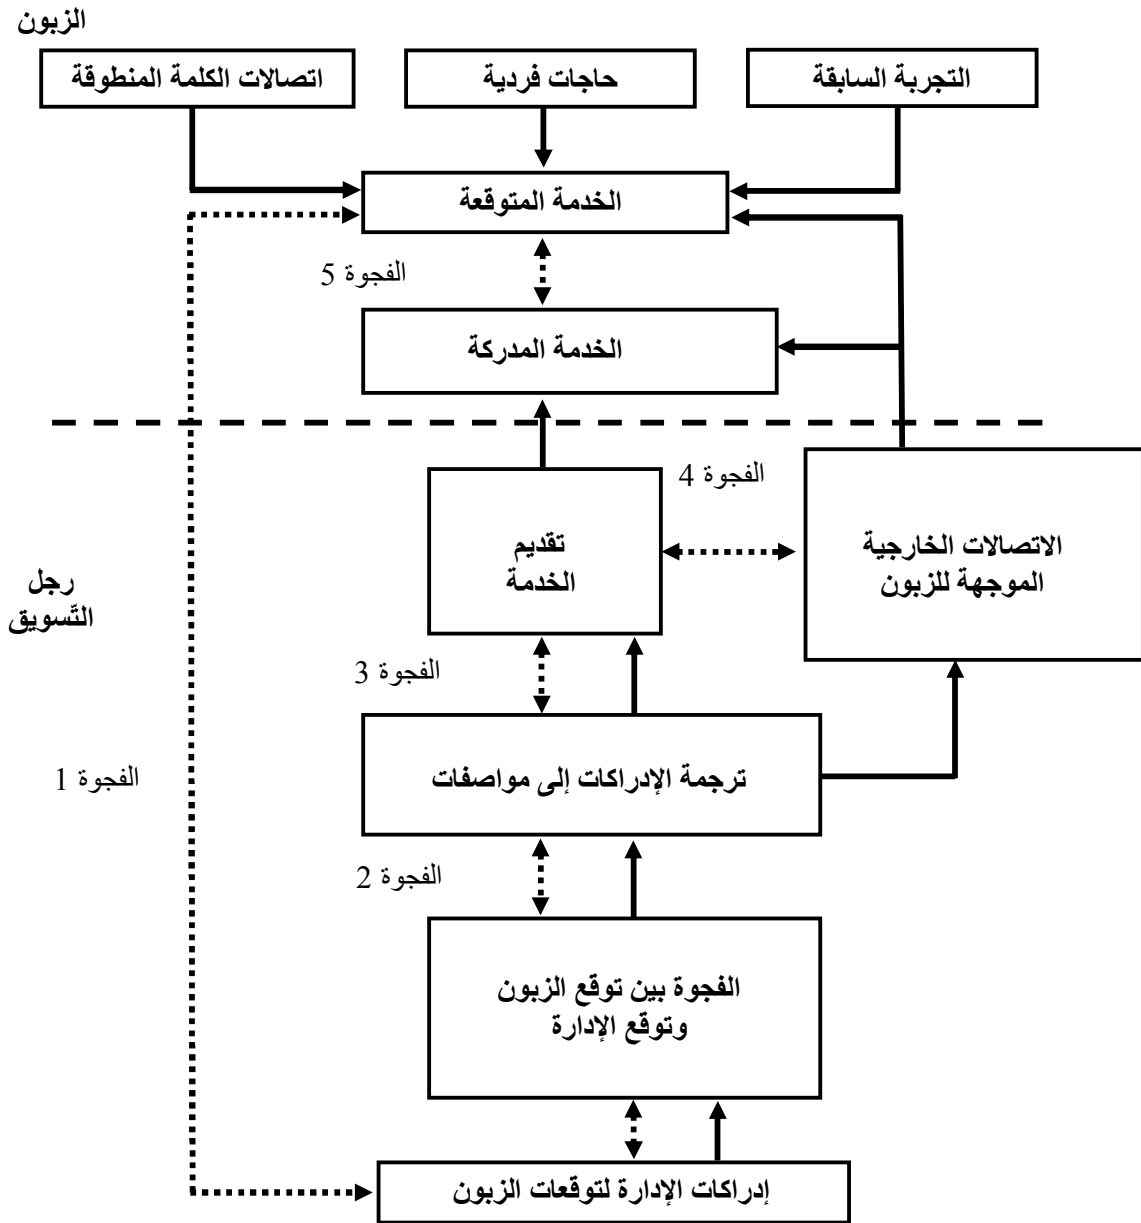 الزبون
التجربة السابقة
حاجات فردية
اتصالات الكلمة المنطوقة
الخدمة المتوقعة
الفجوة 5
الخدمة المدركة
الفجوة 4
الاتصالات الخارجية
الموجهة للزبون
تقديم
الخدمة
رجل
التّسويق
الفجوة 3
ترجمة الإدراكات إلى مواصفات
الفجوة 1
الفجوة 2
الفجوة بين توقع الزبون
وتوقع الإدارة
إدراكات الإدارة لتوقعات الزبون